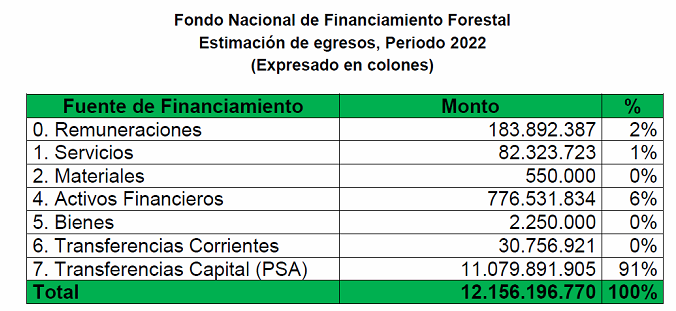 Fondo Nacional de Financiamiento Forestal
Estimación de egresos, Periodo 2022
(Expresado en colones)
Fuente de Financiamiento Monto %
0. Remuneraciones 183.892.387 2%
1. Servicios 82.323.723 1%
2. Materiales 550.000 0%
4. Activos Financieros 776.531.834 6%
5. Bienes 2.250.000 0%
6. Transferencias Corrientes 30.756.921 0%
7. Transferencias Capital (PSA) 11.079.891.905 91%
Total 12.156.196.770 100%